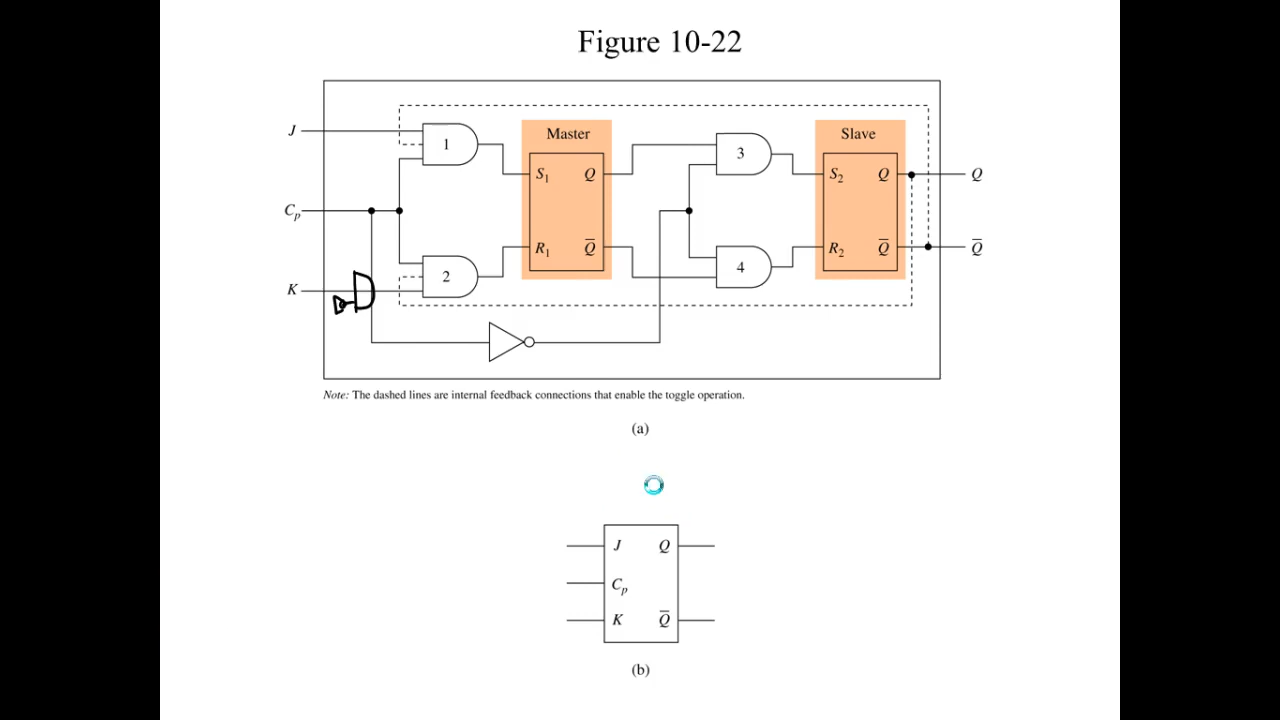 Figure 10-22
J
Master
Slave
1
3
S1 Q
S2 Q
Q
Cp
R1 Q̅
R2 Q̅
Q̅
2
4
K
Note: The dashed lines are internal feedback connections that enable the toggle operation.
(a)
J Q
Cp
K Q̅
(b)